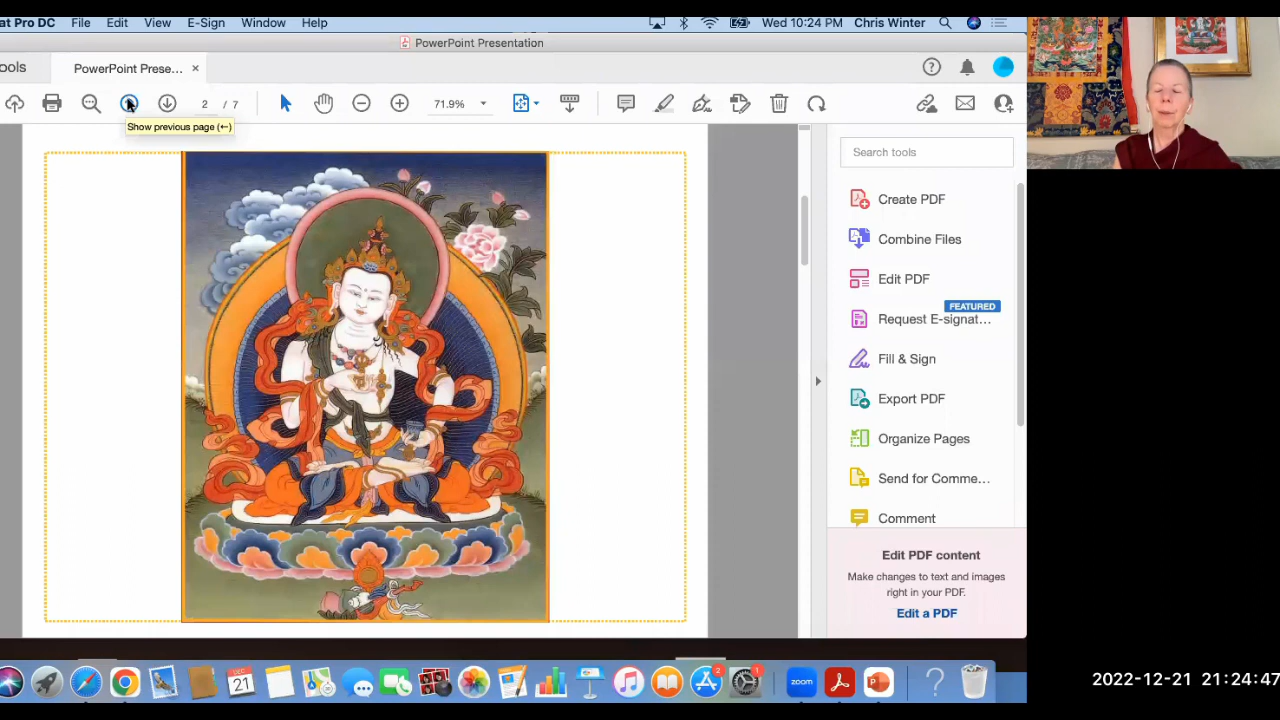 at Pro DC File Edit View E-Sign Window Help Wed 10:24 PM Chris Winter
PowerPoint Presentation
ools PowerPoint Prese... ×
2 / 7 71.9%
Show previous page (←)
Search tools
Create PDF
Combine Files
Edit PDF
FEATURED
Request E-signat...
Fill & Sign
Export PDF
Organize Pages
Send for Comme...
Comment
Edit PDF content
Make changes to text and images
right in your PDF.
Edit a PDF
DEC
21
2
1
zoom
2022-12-21 21:24:47